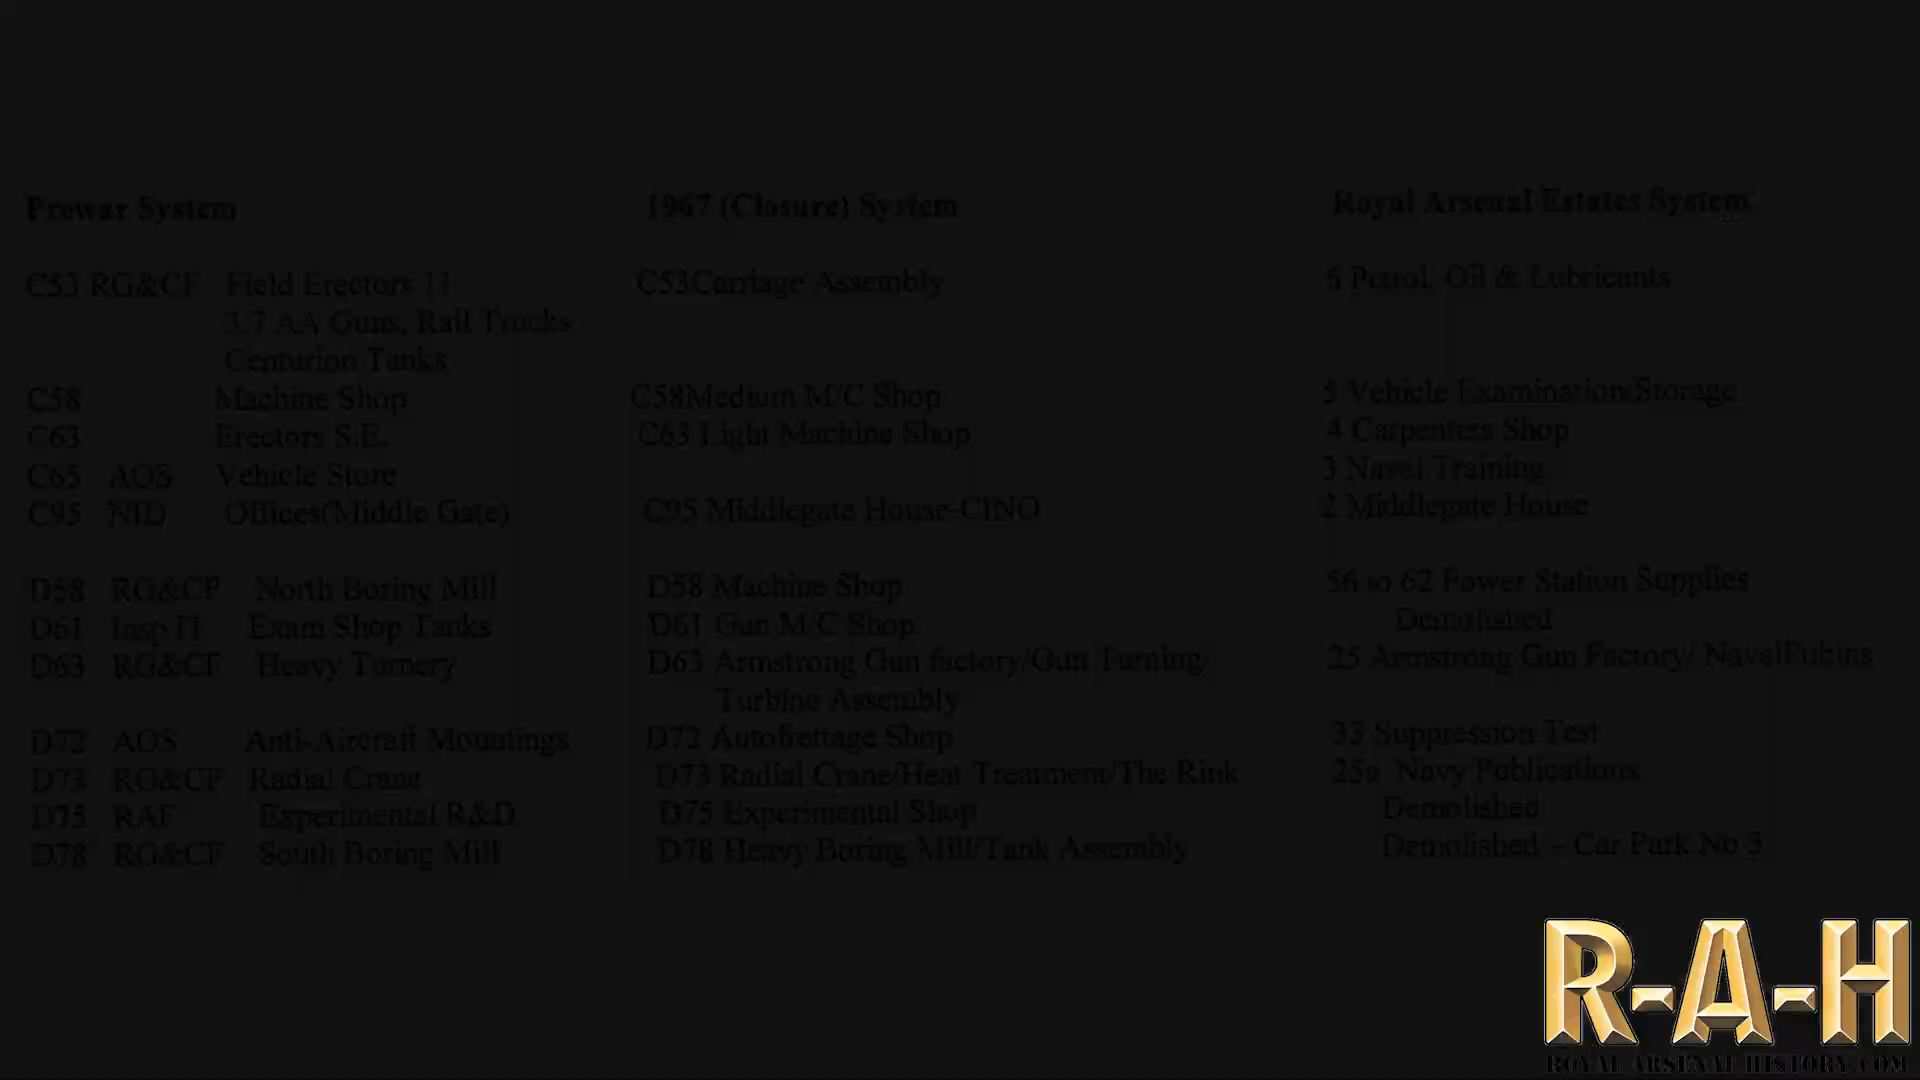 Prewar System 1967 (Closure) System Royal Arsenal Estates System
C53 RG&CF Field Erectors 11 C53Carriage Assembly 6 Petrol, Oil & Lubricants
3.7 AA Guns, Rail Trucks
Centurion Tanks
C58 Machine Shop C58Medium M/C Shop 5 Vehicle Examination/Storage
C63 Erectors S.E. C63 Light Machine Shop 4 Carpenters Shop
C65 AOS Vehicle Store 3 Naval Training
C95 NID Offices(Middle Gate) C95 Middlegate House-CINO 2 Middlegate House
D58 RG&CF North Boring Mill D58 Machine Shop 56 to 62 Power Station Supplies
Demolished
D61 Insp IT Exam Shop Tanks D61 Gun M/C Shop
D63 RG&CF Heavy Turnery D63 Armstrong Gun factory/Gun Turning/ 25 Armstrong Gun Factory/ NavalPubins
Turbine Assembly
D72 AOS Anti-Aircraft Mountings D72 Autofrettage Shop 33 Suppression Test
D73 RG&CF Radial Crane D73 Radial Crane/Heat Treatment/The Rink 25a Navy Publications
D75 RAF Experimental R&D D75 Experimental Shop Demolished
D78 RG&CF South Boring Mill D78 Heavy Boring Mill/Tank Assembly Demolished - Car Park No 5
R-A-H
ROYAL ARSENAL HISTORY.COM